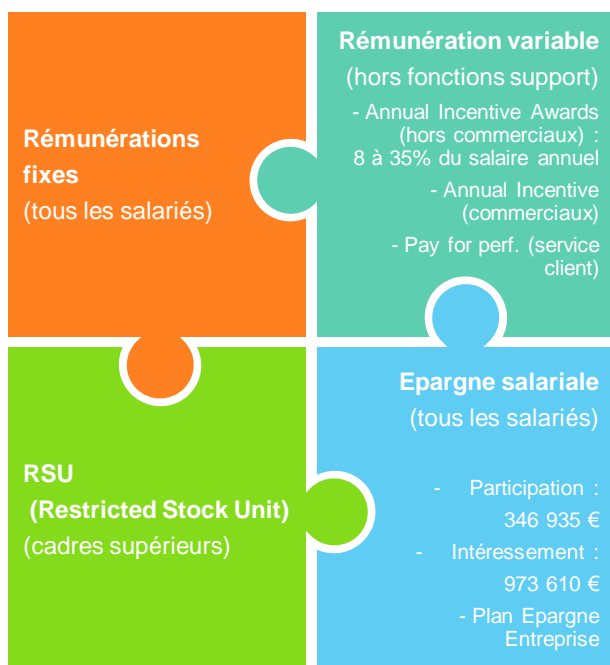 Rémunérations
fixes
(tous les salariés)
Rémunération variable
(hors fonctions support)
- Annual Incentive Awards
(hors commerciaux) :
8 à 35% du salaire annuel
- Annual Incentive
(commerciaux)
- Pay for perf. (service
client)
RSU
(Restricted Stock Unit)
(cadres supérieurs)
Epargne salariale
(tous les salariés)
- Participation :
346 935 €
- Intéressement :
973 610 €
- Plan Epargne
Entreprise